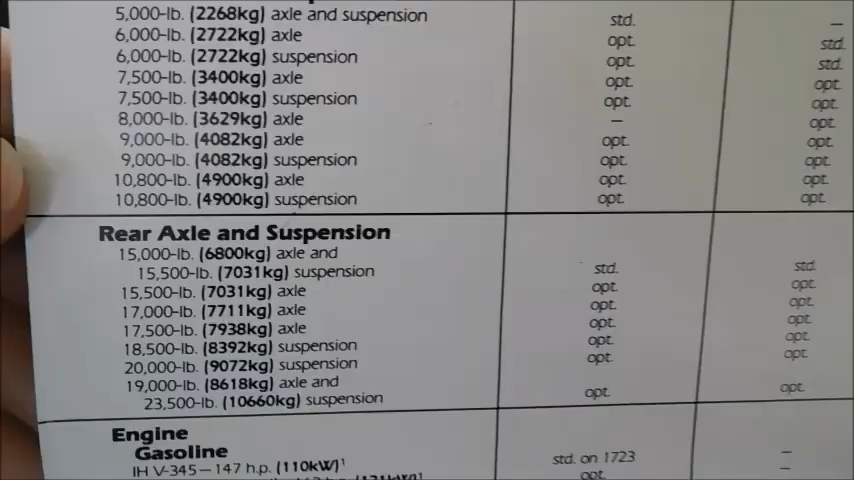 5,000-lb. (2268kg) axle and suspension std. —
6,000-lb. (2722kg) axle opt. std.
6,000-lb. (2722kg) suspension opt. std.
7,500-lb. (3400kg) axle opt. opt.
7,500-lb. (3400kg) suspension opt. opt.
8,000-lb. (3629kg) axle — opt.
9,000-lb. (4082kg) axle opt. opt.
9,000-lb. (4082kg) suspension opt. opt.
10,800-lb. (4900kg) axle opt. opt.
10,800-lb. (4900kg) suspension opt. opt.
Rear Axle and Suspension
15,000-lb. (6800kg) axle and
15,500-lb. (7031kg) suspension std. std.
15,500-lb. (7031kg) axle opt. opt.
17,000-lb. (7711kg) axle opt. opt.
17,500-lb. (7938kg) axle opt. opt.
18,500-lb. (8392kg) suspension opt. opt.
20,000-lb. (9072kg) suspension opt. opt.
19,000-lb. (8618kg) axle and
23,500-lb. (10660kg) suspension opt. opt.
Engine
Gasoline
IH V-345—147 h.p. (110kW)¹ std. on 1723 —
opt. —